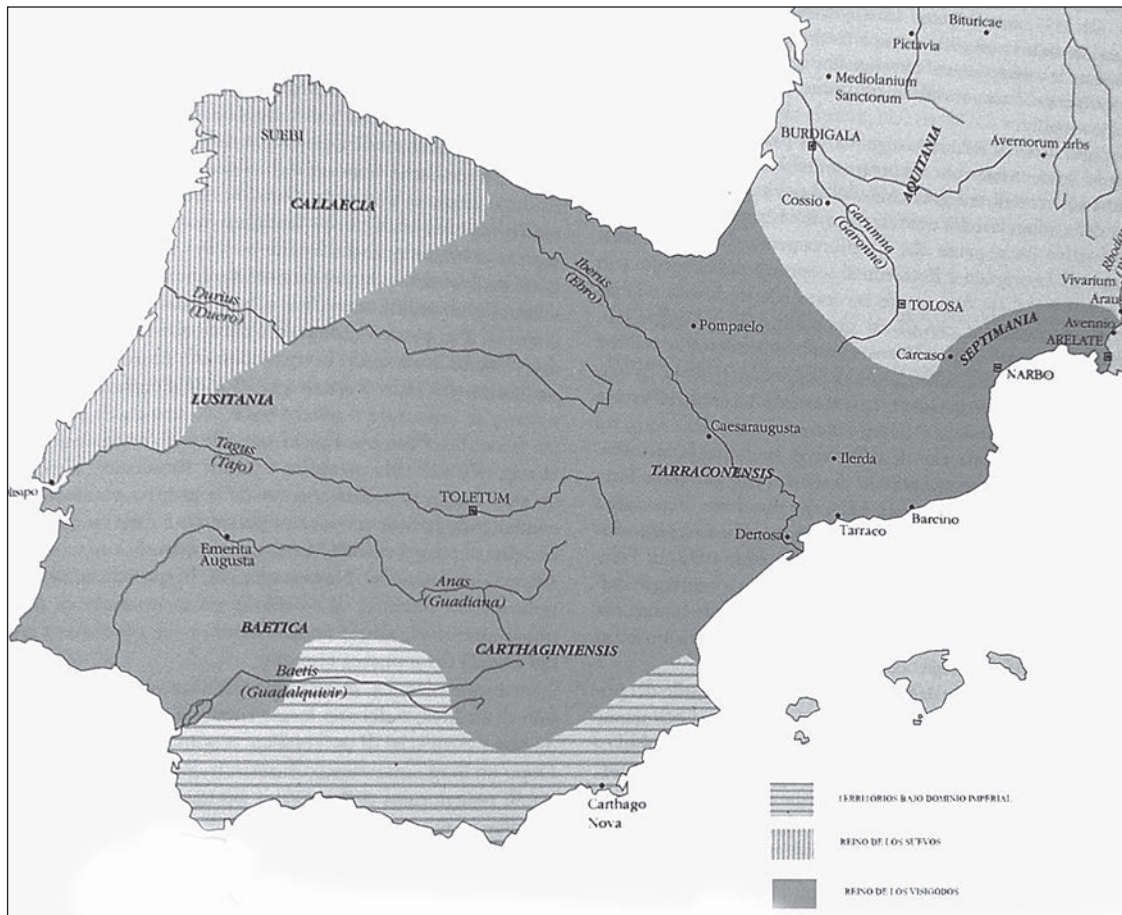 Bituricae
Pictavia
Mediolanium
Sanctorum
BURDIGALA
AQUITANIA
Avernorum urbs
SUEBI
CALLAECIA
Cossio
Garumna
(Garonne)
Iberus
(Ebro)
Vivarium
Arau
Durius
(Duero)
TOLOSA
Pompaelo
Avennio
SEPTIMANIA
ARELATE
Carcaso
NARBO
LUSITANIA
Caesaraugusta
Tagus
(Tajo)
Ilerda
TARRACONENSIS
TOLETUM
Barcino
Tarraco
Dertosa
Emerita
Augusta
Anas
(Guadiana)
BAETICA
CARTHAGINIENSIS
Baetis
(Guadalquivir)
Carthago
Nova
TERRITORIOS BAJO DOMINIO IMPERIAL
REINO DE LOS SUEVOS
REINO DE LOS VISIGODOS